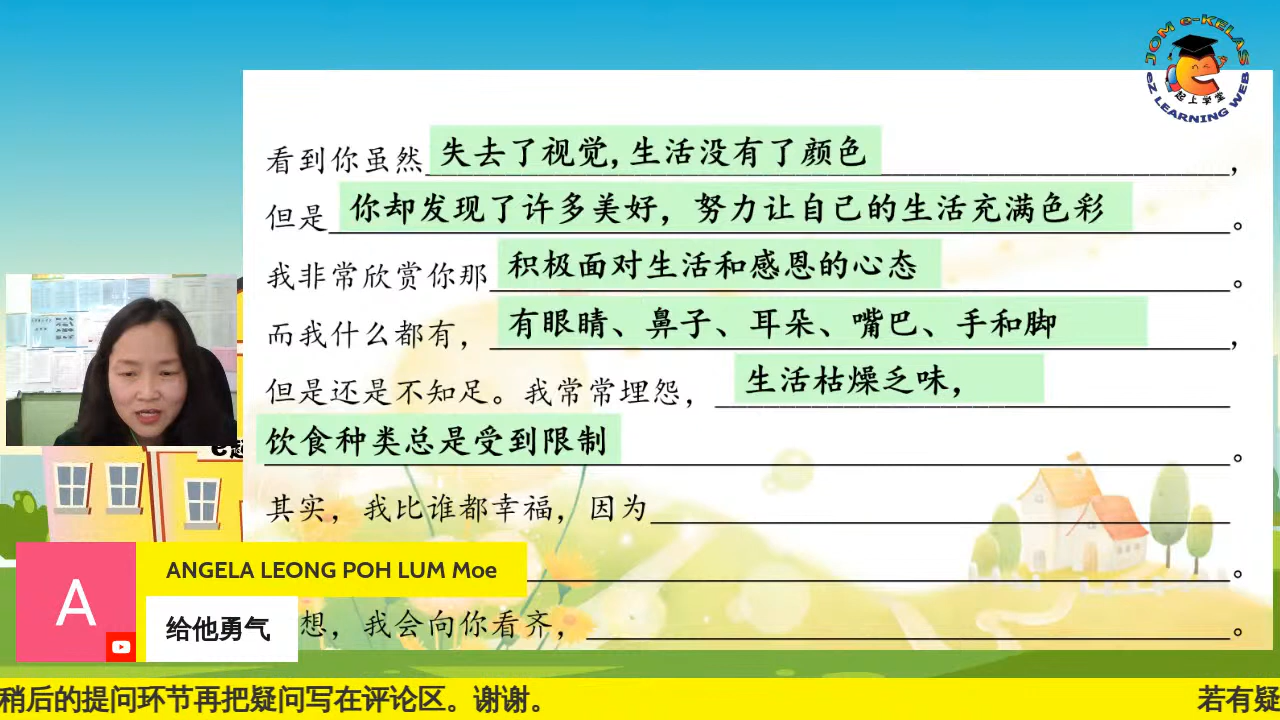 JOM e-KELAS
起上学堂
eZ LEARNING WEB
看到你虽然失去了视觉,生活没有了颜色,
但是你却发现了许多美好，努力让自己的生活充满色彩。
我非常欣赏你那积极面对生活和感恩的心态。
而我什么都有，有眼睛、鼻子、耳朵、嘴巴、手和脚，
但是还是不知足。我常常埋怨，生活枯燥乏味，
饮食种类总是受到限制。
其实，我比谁都幸福，因为
。
想，我会向你看齐，。
A
ANGELA LEONG POH LUM Moe
给他勇气
稍后的提问环节再把疑问写在评论区。谢谢。 若有疑